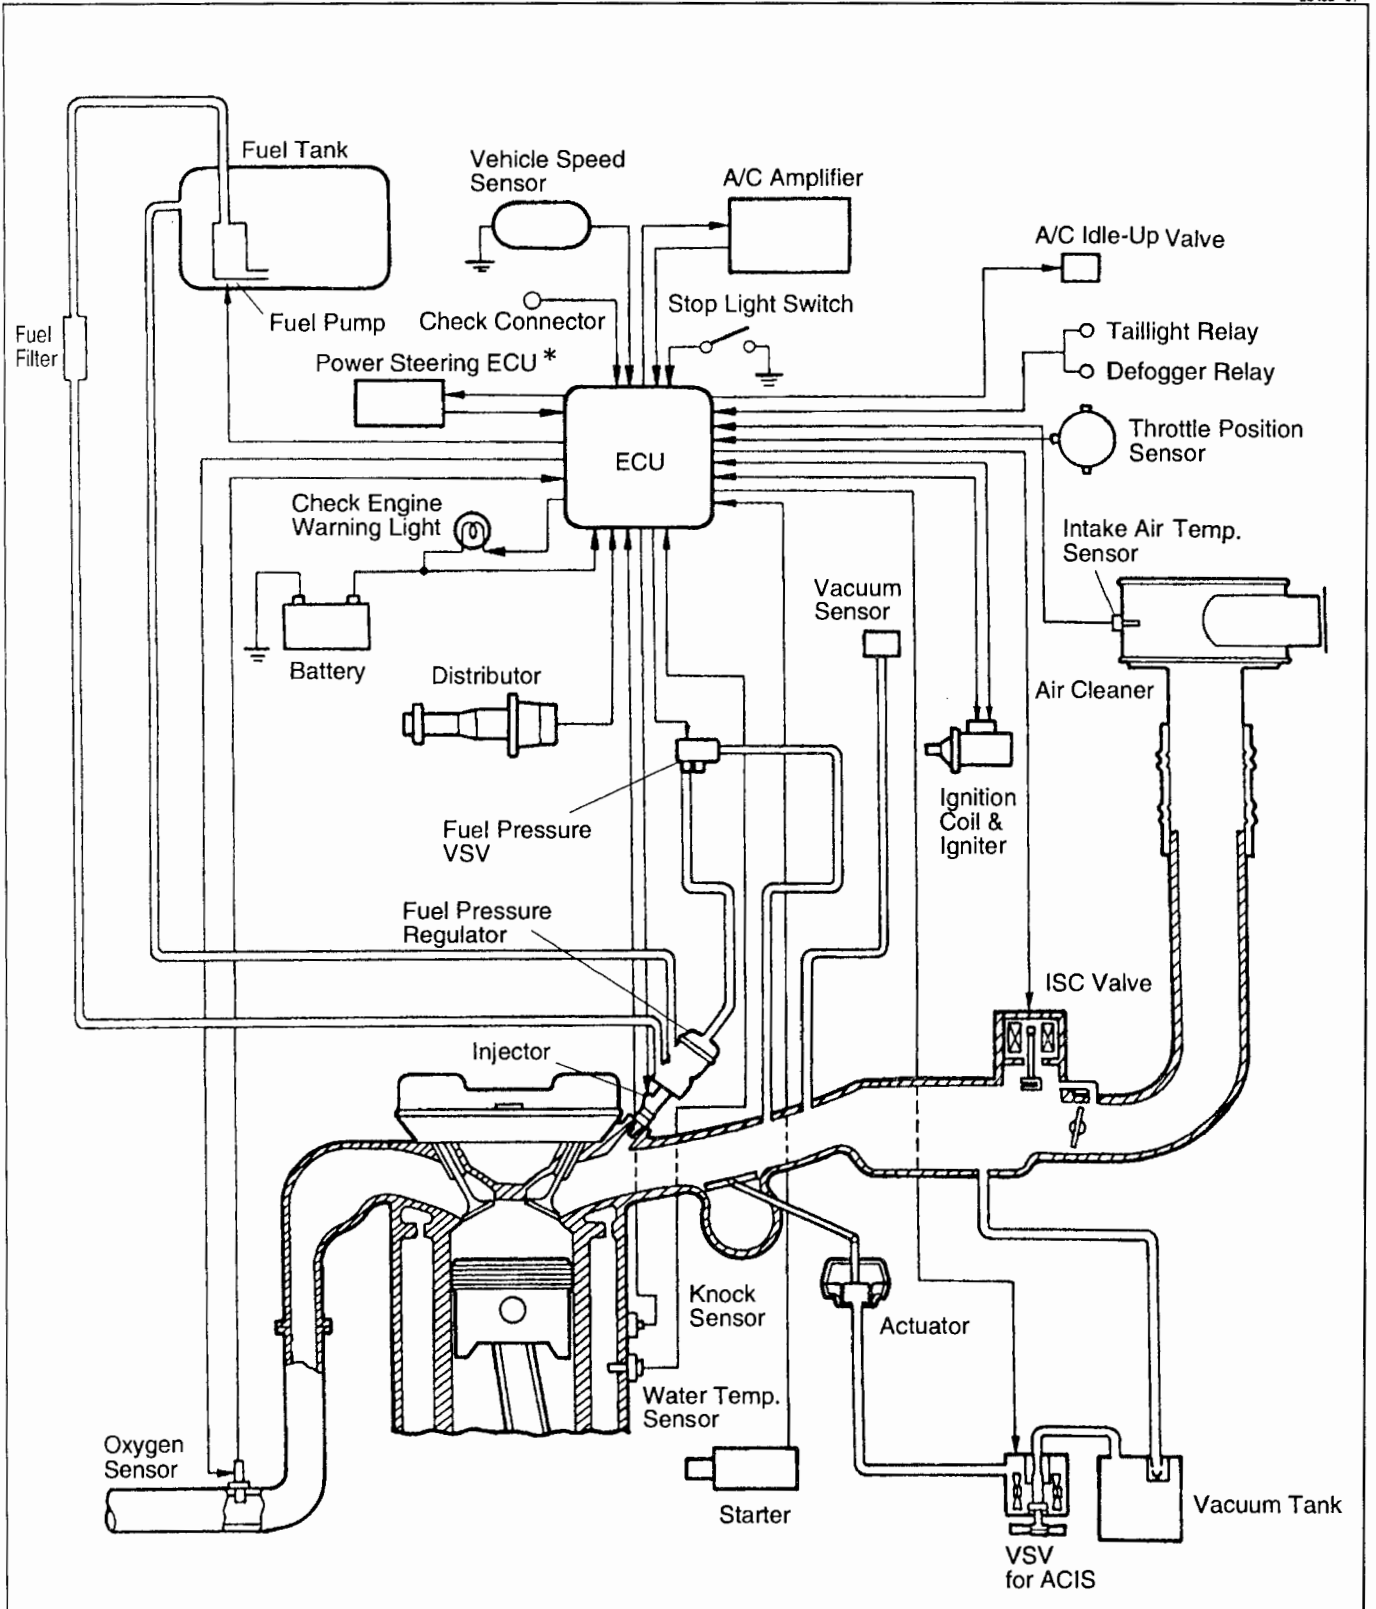 Fuel Tank
Vehicle Speed
Sensor
A/C Amplifier
A/C Idle-Up Valve
Stop Light Switch
Check Connector
Fuel Pump
Fuel
Filter
Taillight Relay
Defogger Relay
Power Steering ECU *
Throttle Position
Sensor
ECU
Check Engine
Warning Light
Intake Air Temp.
Sensor
Vacuum
Sensor
Battery
Distributor
Air Cleaner
Ignition
Coil &
Igniter
Fuel Pressure
VSV
Fuel Pressure
Regulator
ISC Valve
Injector
Knock
Sensor
Actuator
Water Temp.
Sensor
Oxygen
Sensor
Starter
Vacuum Tank
VSV
for ACIS